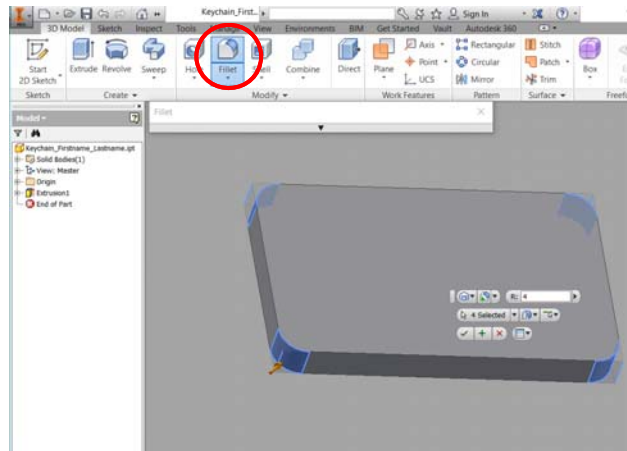 Keychain_First...
Sign In
3D Model Sketch Inspect Tools Manage View Environments BIM Get Started Vault Autodesk 360
Start
2D Sketch
Extrude Revolve Sweep
Fillet Shell Combine Direct
Plane
Axis
Point
UCS
Rectangular
Circular
Mirror
Stitch
Patch
Trim
Box
Sketch Create Modify Work Features Pattern Surface
Model
Fillet
Keychain_Firstname_Lastname.ipt
Solid Bodies(1)
View: Master
Origin
Extrusion1
End of Part
R: 4
4 Selected